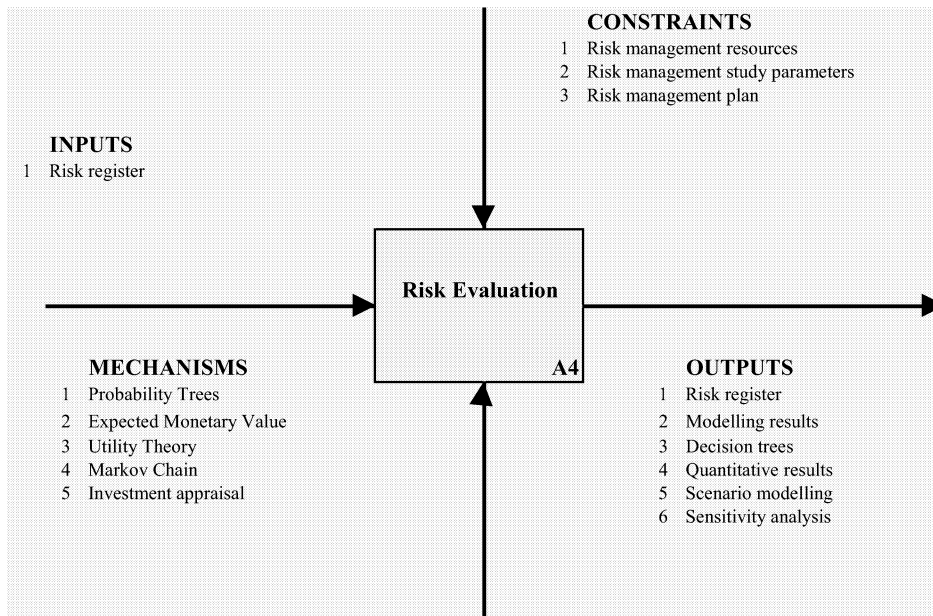 CONSTRAINTS
1 Risk management resources
2 Risk management study parameters
3 Risk management plan
INPUTS
1 Risk register
Risk Evaluation
A4
MECHANISMS
1 Probability Trees
2 Expected Monetary Value
3 Utility Theory
4 Markov Chain
5 Investment appraisal
OUTPUTS
1 Risk register
2 Modelling results
3 Decision trees
4 Quantitative results
5 Scenario modelling
6 Sensitivity analysis